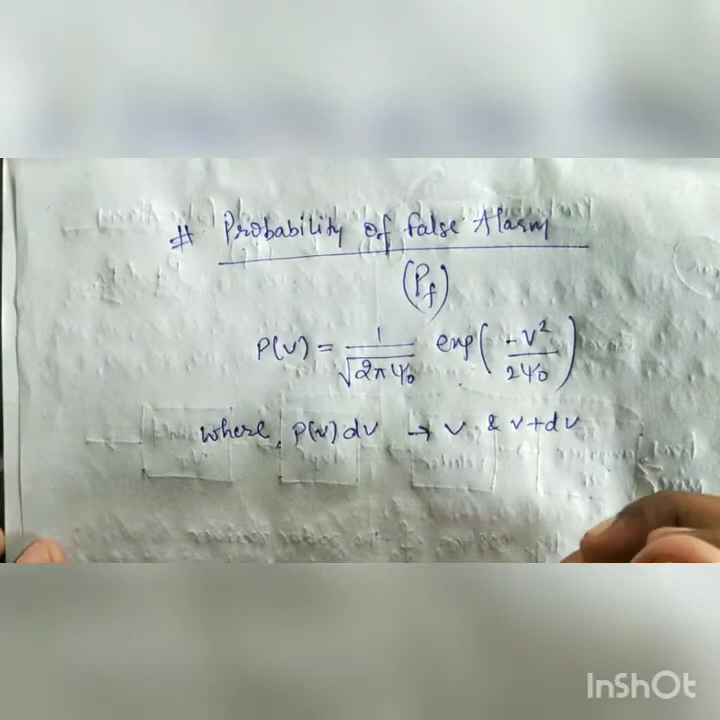 # Probability of false Alarm
(Pf)
P(v) = 1/√2πψ₀ exp(-v²/2ψ₀)
where, P(v)dv → v & v+dv
InShOt